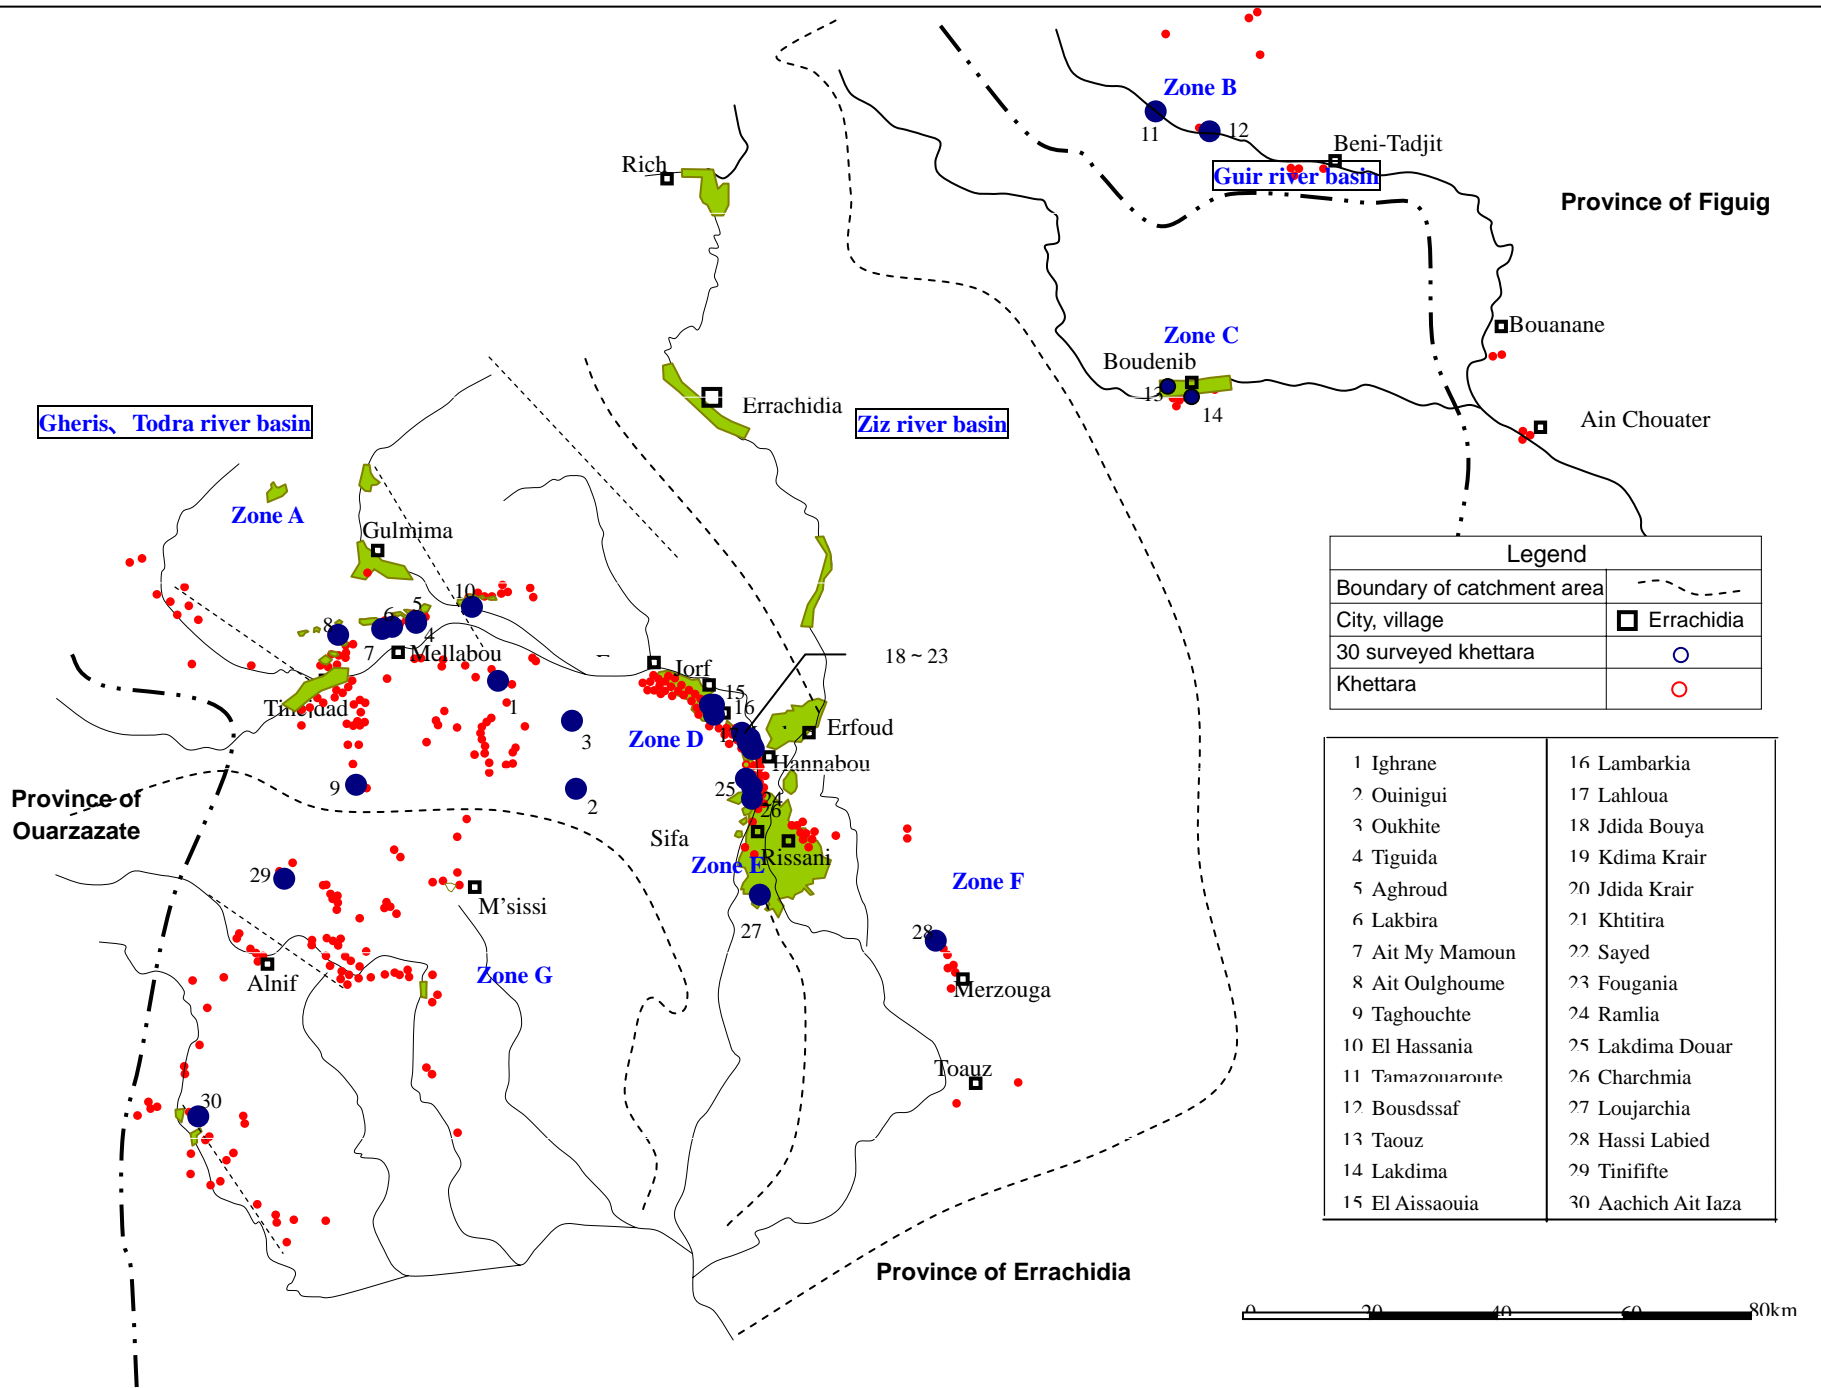 Zone B
11
12
Beni-Tadjit
Rich
Guir river basin
Province of Figuig
Bouanane
Zone C
Boudenib
13
14
Errachidia
Gheris、Todra river basin
Ziz river basin
Ain Chouater
Zone A
Gulmima
10
5
6
8
4
7
Mellabou
18 ~ 23
Jorf
15
1
16
3
Zone D
Erfoud
Hannabou
9
25
2
24
26
Province of
Ouarzazate
Sifa
Rissani
Zone E
29
Zone F
M'sissi
27
28
Zone G
Alnif
Merzouga
Toauz
30
Province of Errachidia
Legend
Boundary of catchment area
City, village
Errachidia
30 surveyed khettara
Khettara
1 Ighrane
2 Ouinigui
3 Oukhite
4 Tiguida
5 Aghroud
6 Lakbira
7 Ait My Mamoun
8 Ait Oulghoume
9 Taghouchte
10 El Hassania
11 Tamazouaroute
12 Bousdssaf
13 Taouz
14 Lakdima
15 El Aissaouia
16 Lambarkia
17 Lahloua
18 Jdida Bouya
19 Kdima Krair
20 Jdida Krair
21 Khtitira
22 Sayed
23 Fougania
24 Ramlia
25 Lakdima Douar
26 Charchmia
27 Loujarchia
28 Hassi Labied
29 Tinififte
30 Aachich Ait Iaza
0 20 40 60 80km